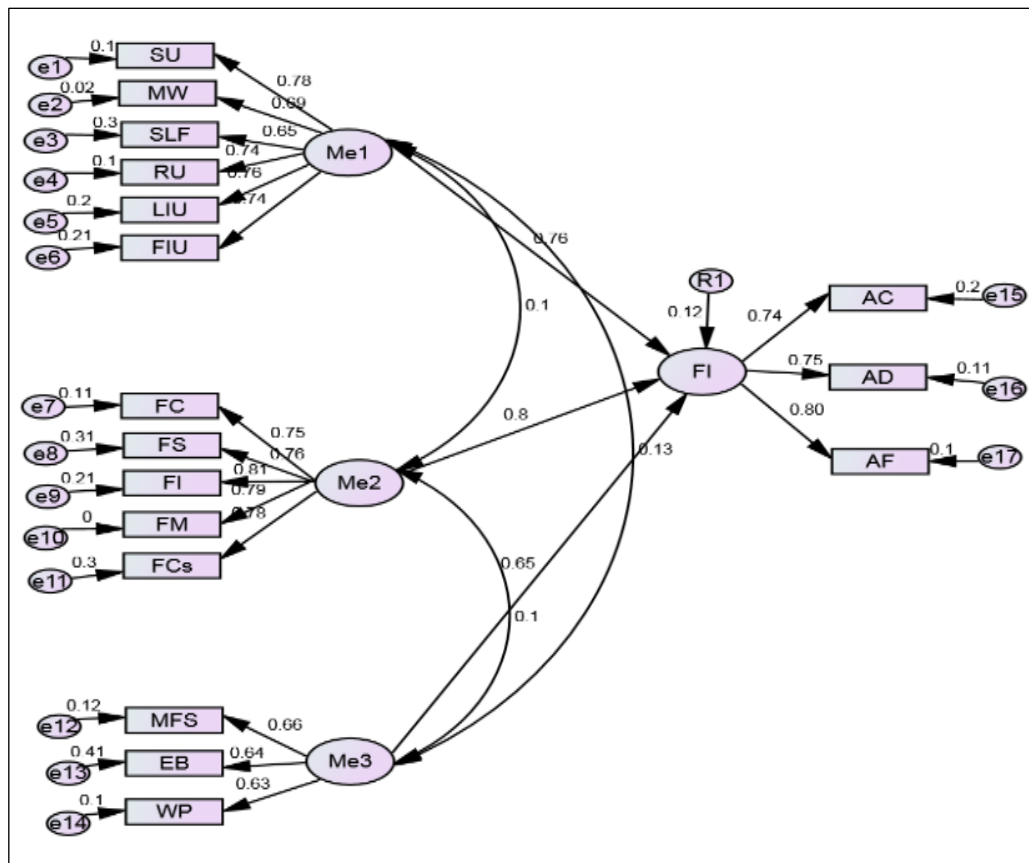 0.1
e1
SU
0.78
0.02
e2
MW
0.69
0.3
e3
SLF
0.65
Me1
0.1
e4
RU
0.74
0.76
0.2
e5
LIU
0.74
0.21
e6
FIU
0.76
R1
0.12
0.1
0.74
AC
0.2
e15
FI
0.75
AD
0.11
e16
0.80
AF
0.1
e17
0.11
e7
FC
0.75
0.8
0.13
0.31
e8
FS
0.76
0.21
e9
FI
0.81
Me2
0.79
0
e10
FM
0.78
0.3
e11
FCs
0.65
0.1
0.12
e12
MFS
0.66
0.41
e13
EB
0.64
Me3
0.1
e14
WP
0.63